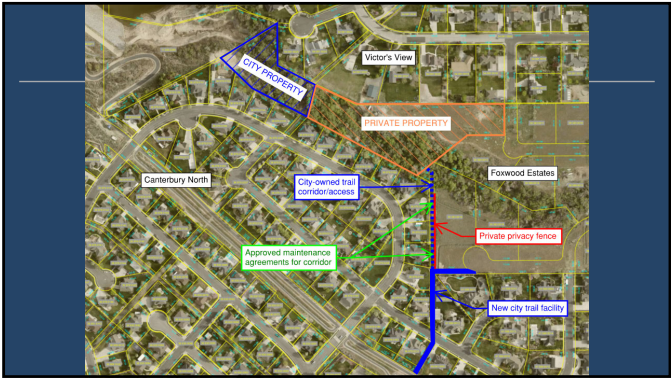 Victor's View
CITY PROPERTY
PRIVATE PROPERTY
Foxwood Estates
Canterbury North
City-owned trail
corridor/access
Private privacy fence
Approved maintenance
agreements for corridor
New city trail facility